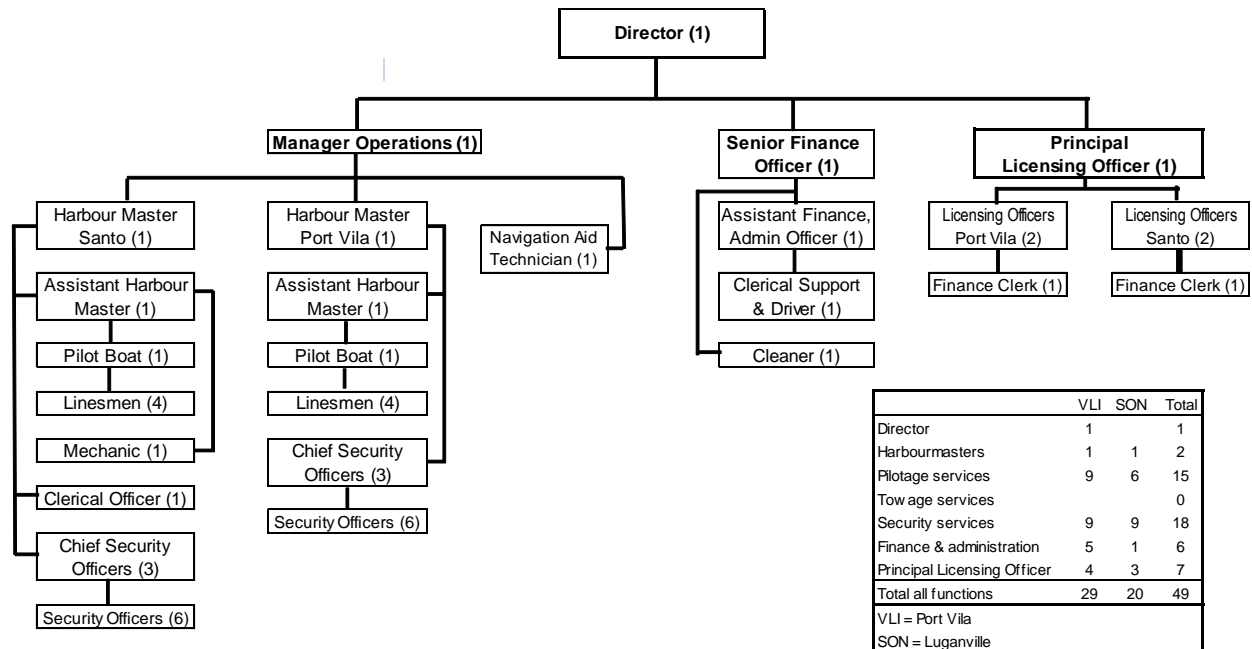 Director (1)
Manager Operations (1)
Senior Finance
Officer (1)
Principal
Licensing Officer (1)
Harbour Master
Santo (1)
Assistant Harbour
Master (1)
Pilot Boat (1)
Linesmen (4)
Mechanic (1)
Clerical Officer (1)
Chief Security
Officers (3)
Security Officers (6)
Harbour Master
Port Vila (1)
Assistant Harbour
Master (1)
Pilot Boat (1)
Linesmen (4)
Chief Security
Officers (3)
Security Officers (6)
Navigation Aid
Technician (1)
Assistant Finance,
Admin Officer (1)
Clerical Support
& Driver (1)
Cleaner (1)
Licensing Officers
Port Vila (2)
Finance Clerk (1)
Licensing Officers
Santo (2)
Finance Clerk (1)
VLI SON Total
Director 1 1
Harbourmasters 1 1 2
Pilotage services 9 6 15
Towage services 0
Security services 9 9 18
Finance & administration 5 1 6
Principal Licensing Officer 4 3 7
Total all functions 29 20 49
VLI = Port Vila
SON = Luganville